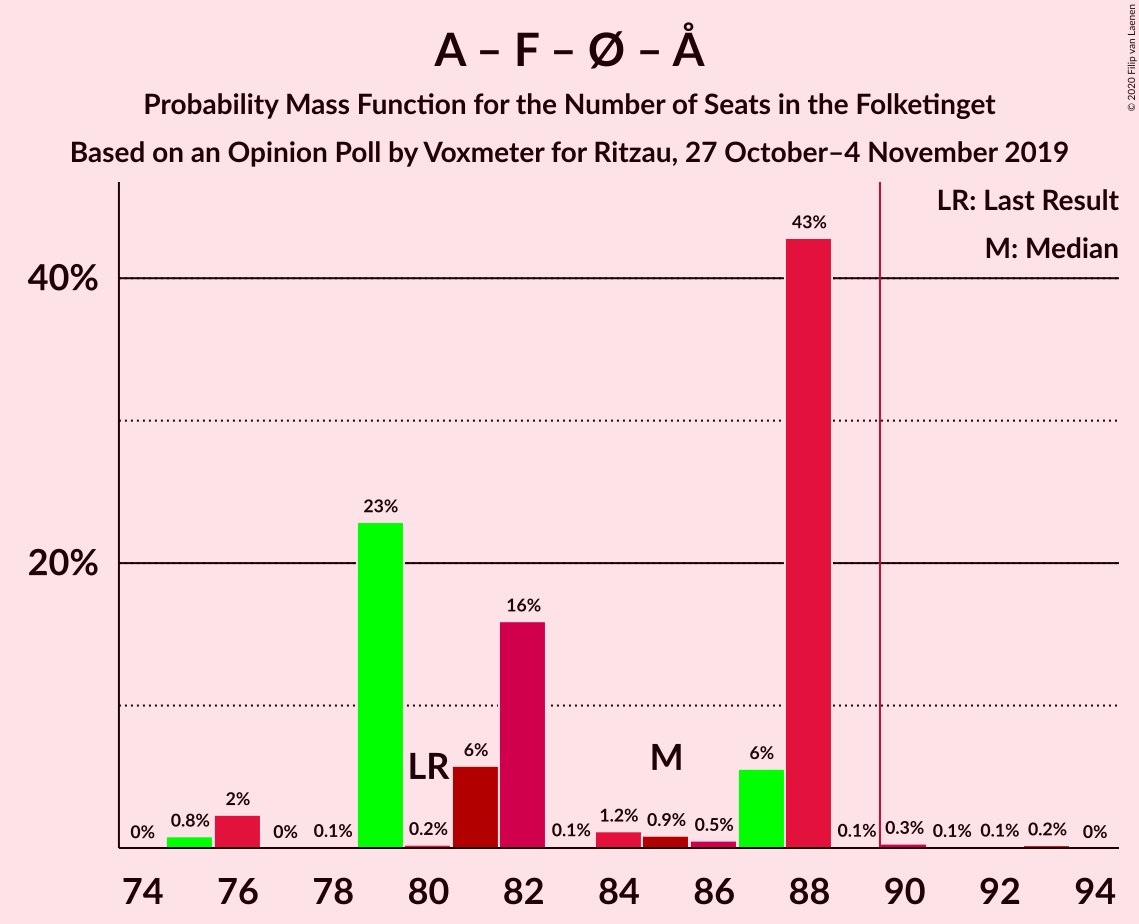 A – F – Ø – Å
Probability Mass Function for the Number of Seats in the Folketinget
Based on an Opinion Poll by Voxmeter for Ritzau, 27 October–4 November 2019
© 2020 Filip van Laenen
LR: Last Result
M: Median
40%
20%
0%
0.8%
2%
0%
0.1%
23%
0.2%
LR
6%
16%
0.1%
1.2%
0.9%
M
0.5%
6%
43%
0.1%
0.3%
0.1%
0.1%
0.2%
0%
74 76 78 80 82 84 86 88 90 92 94